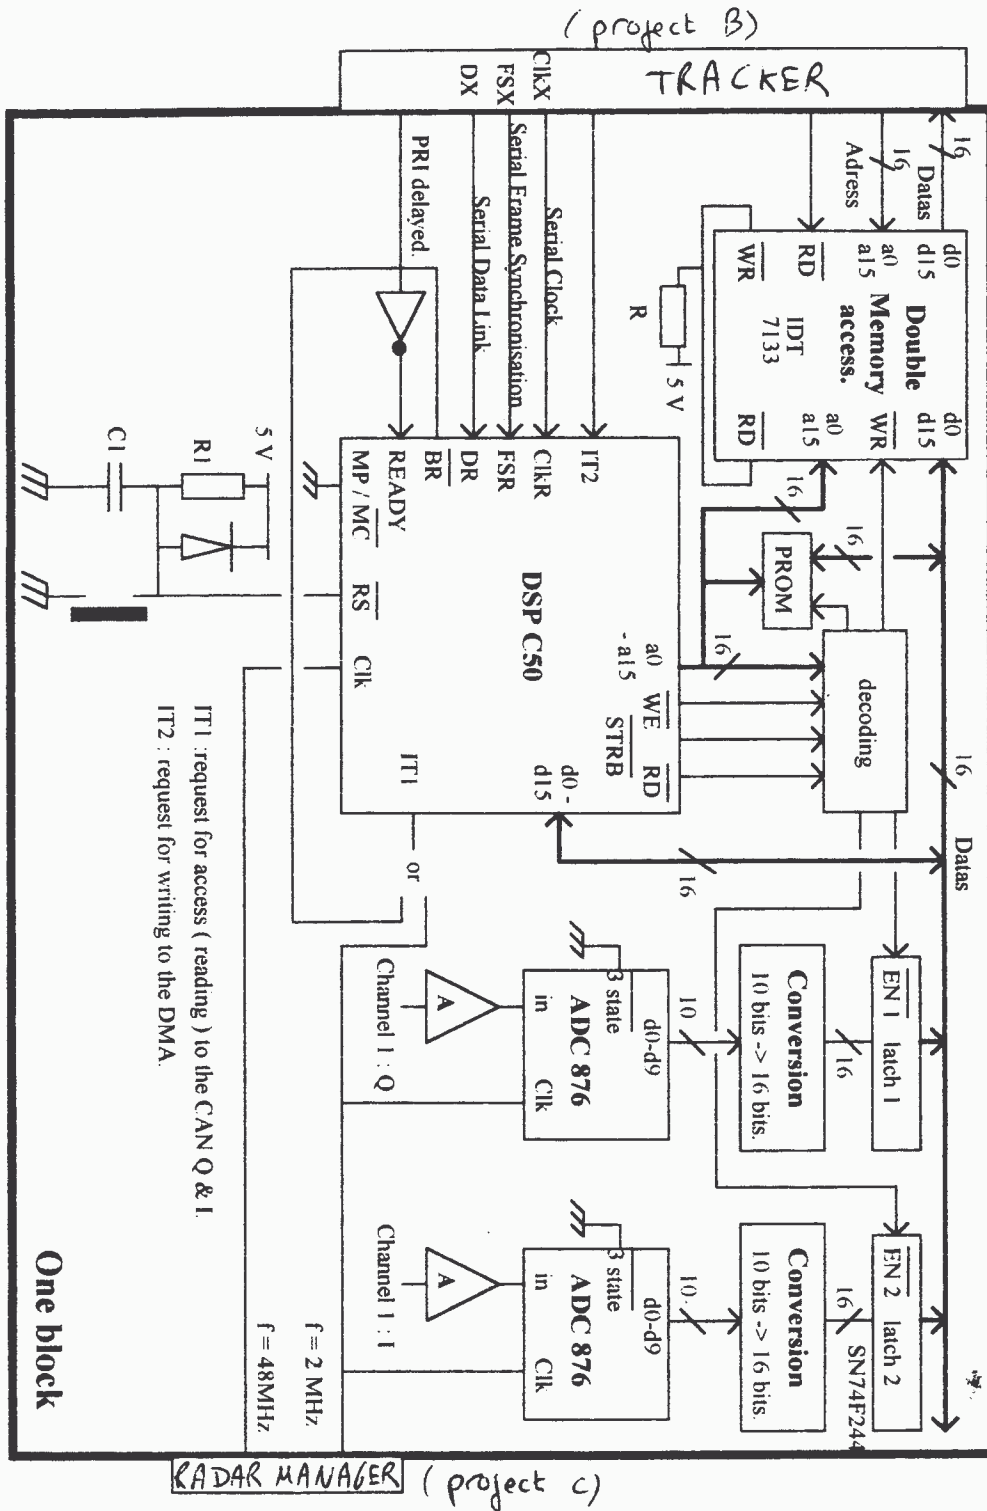 (project B)
TRACKER
ClkX
FSX
DX
16
Datas
16
Adress
PRI delayed.
Serial Data Link
Serial Frame Synchronisation
Serial Clock
d0
d15
a0
a15
RD
WR
Double
Memory
access.
IDT
7133
d0
d15
WR
a0
a15
RD
R
5 V
16
16
PROM
16
decoding
16
Datas
IT2
ClkR
FSR
DR
BR
READY
MP / MC
RS
Clk
DSP C50
a0
- a15
WE
STRB
RD
d0 -
d15
IT1
or
16
5 V
R1
C1
IT1 :request for access ( reading ) to the CAN Q & I.
IT2 : request for writing to the DMA.
EN 1 latch 1
16
Conversion
10 bits -> 16 bits.
10
d0-d9
3 state
ADC 876
in
Clk
A
Channel 1 : Q
EN 2 latch 2
SN74F244
16
Conversion
10 bits -> 16 bits.
10
d0-d9
3 state
ADC 876
in
Clk
A
Channel 1 : I
f = 2 MHz
f = 48MHz
One block
RADAR MANAGER (project C)